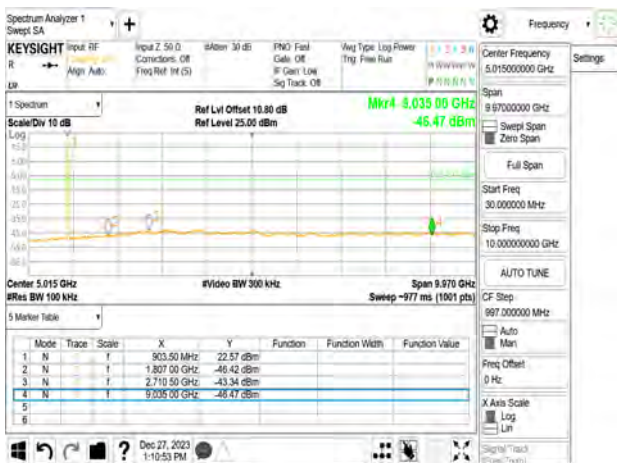 Spectrum Analyzer 1
Swept SA
Frequency
KEYSIGHT
Input: RF
Input Z: 50 Ω
#Atten: 30 dB
PNO: Fast
Avg Type: Log-Power
R
Corrections: Off
Gate: Off
Trig: Free Run
Align: Auto
Freq Ref: Int (S)
IF Gain: Low
Sig Track: Off
Center Frequency
5.015000000 GHz
Settings
1 Spectrum
Ref Lvl Offset 10.80 dB
Mkr4 9.035 00 GHz
Scale/Div 10 dB
Ref Level 25.00 dBm
-46.47 dBm
Log
Span
9.97000000 GHz
Swept Span
Zero Span
Full Span
Start Freq
30.000000 MHz
Stop Freq
10.000000000 GHz
AUTO TUNE
Center 5.015 GHz
#Video BW 300 kHz
Span 9.970 GHz
#Res BW 100 kHz
Sweep ~977 ms (1001 pts)
CF Step
997.000000 MHz
Auto
Man
Freq Offset
0 Hz
X Axis Scale
Log
Lin
Signal Track
5 Marker Table
Mode Trace Scale X Y Function Function Width Function Value
1 N 1 f 903.50 MHz 22.57 dBm
2 N 1 f 1.807 00 GHz -46.42 dBm
3 N 1 f 2.710 50 GHz -43.34 dBm
4 N 1 f 9.035 00 GHz -46.47 dBm
5
6
?
Dec 27, 2023
1:10:53 PM